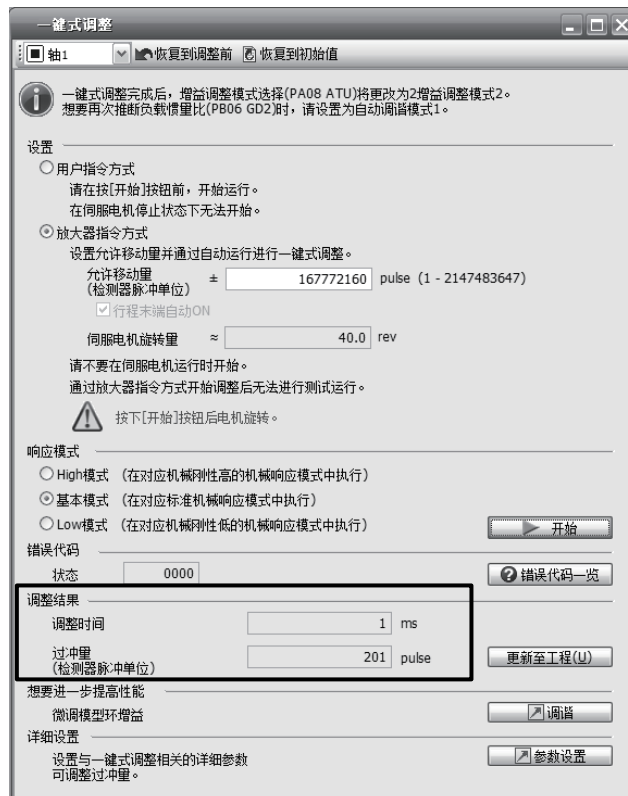 一键式调整
轴1 恢复到调整前 恢复到初始值
一键式调整完成后，增益调整模式选择(PA08 ATU)将更改为2增益调整模式2。
想要再次推断负载惯量比(PB06 GD2)时，请设置为自动调谐模式1。
设置
用户指令方式
请在按[开始]按钮前，开始运行。
在伺服电机停止状态下无法开始。
放大器指令方式
设置允许移动量并通过自动运行进行一键式调整。
允许移动量
(检测器脉冲单位) ± 167772160 pulse (1 - 2147483647)
行程末端自动ON
伺服电机旋转量 ≈ 40.0 rev
请不要在伺服电机运行时开始。
通过放大器指令方式开始调整后无法进行测试运行。
按下[开始]按钮后电机旋转。
响应模式
High模式 (在对应机械刚性高的机械响应模式中执行)
基本模式 (在对应标准机械响应模式中执行)
Low模式 (在对应机械刚性低的机械响应模式中执行) 开始
错误代码
状态 0000 错误代码一览
调整结果
调整时间 1 ms
过冲量
(检测器脉冲单位) 201 pulse 更新至工程(U)
想要进一步提高性能
微调模型环增益 调谐
详细设置
设置与一键式调整相关的详细参数 参数设置
可调整过冲量。